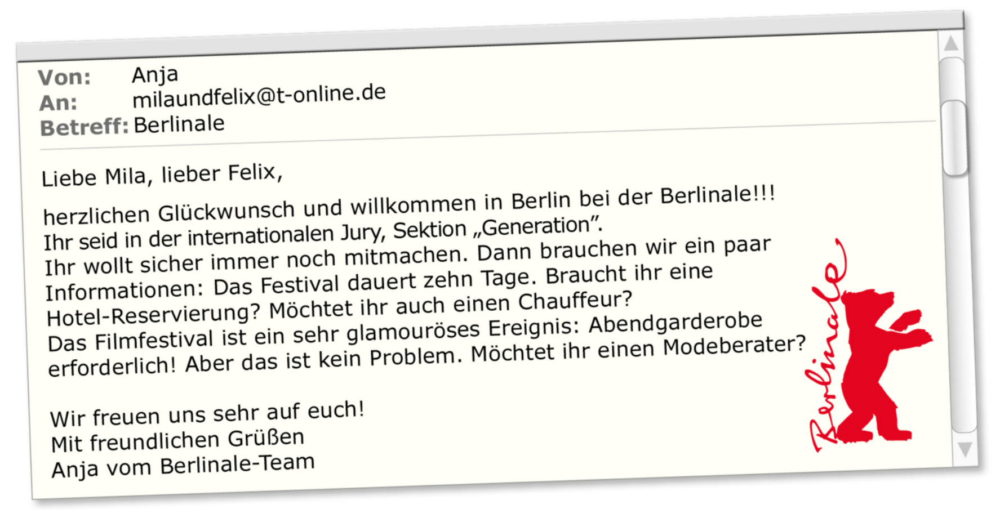 Von: Anja
An: milaundfelix@t-online.de
Betreff: Berlinale
Liebe Mila, lieber Felix,
herzlichen Glückwunsch und willkommen in Berlin bei der Berlinale!!!
Ihr seid in der internationalen Jury, Sektion „Generation”.
Ihr wollt sicher immer noch mitmachen. Dann brauchen wir ein paar
Informationen: Das Festival dauert zehn Tage. Braucht ihr eine
Hotel-Reservierung? Möchtet ihr auch einen Chauffeur?
Das Filmfestival ist ein sehr glamouröses Ereignis: Abendgarderobe
erforderlich! Aber das ist kein Problem. Möchtet ihr einen Modeberater?
Wir freuen uns sehr auf euch!
Mit freundlichen Grüßen
Anja vom Berlinale-Team
Berlinale